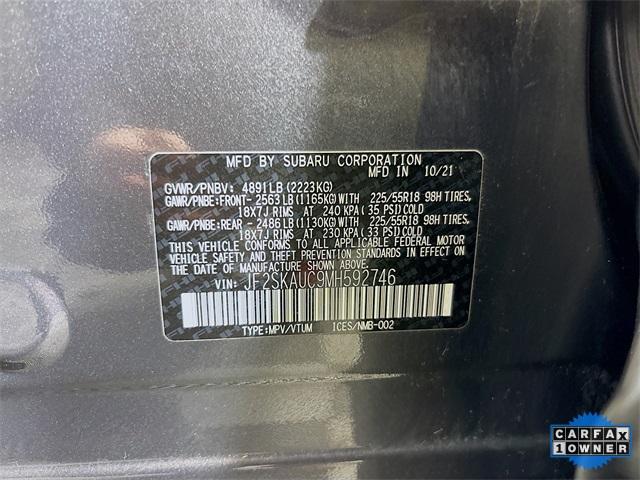 MFD BY SUBARU CORPORATION
MFD IN 10/21
GVWR/PNBV: 4891LB(2223KG)
GAWR/PNBE:FRONT- 2563LB(1165KG)WITH 225/55R18 98H TIRES,
18X7J RIMS AT 240 KPA(35 PSI)COLD
GAWR/PNBE:REAR- 2486LB(1130KG)WITH 225/55R18 98H TIRES,
18X7J RIMS AT 230 KPA(33 PSI)COLD
THIS VEHICLE CONFORMS TO ALL APPLICABLE FEDERAL MOTOR
VEHICLE SAFETY AND THEFT PREVENTION STANDARDS IN EFFECT ON
THE DATE OF MANUFACTURE SHOWN ABOVE.
VIN: JF2SKAUC9MH592746
TYPE:MPV/VTUM ICES/NMB-002
CARFAX
1 OWNER